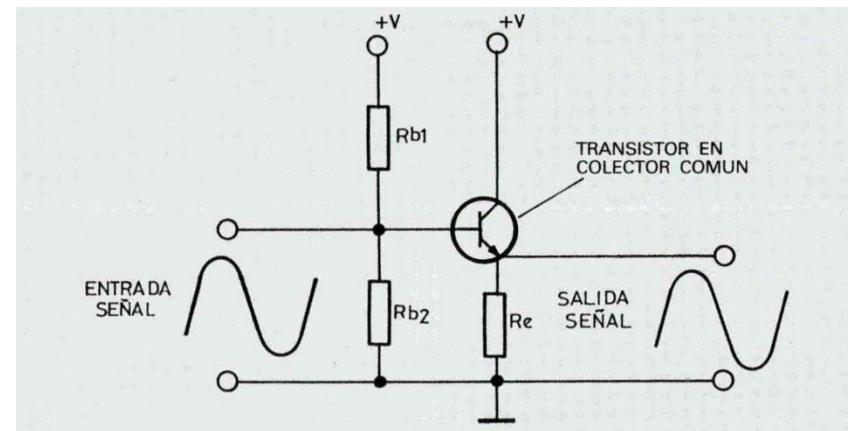 +V
+V
Rb1
TRANSISTOR EN
COLECTOR COMUN
ENTRADA
SEÑAL
Rb2
Re
SALIDA
SEÑAL